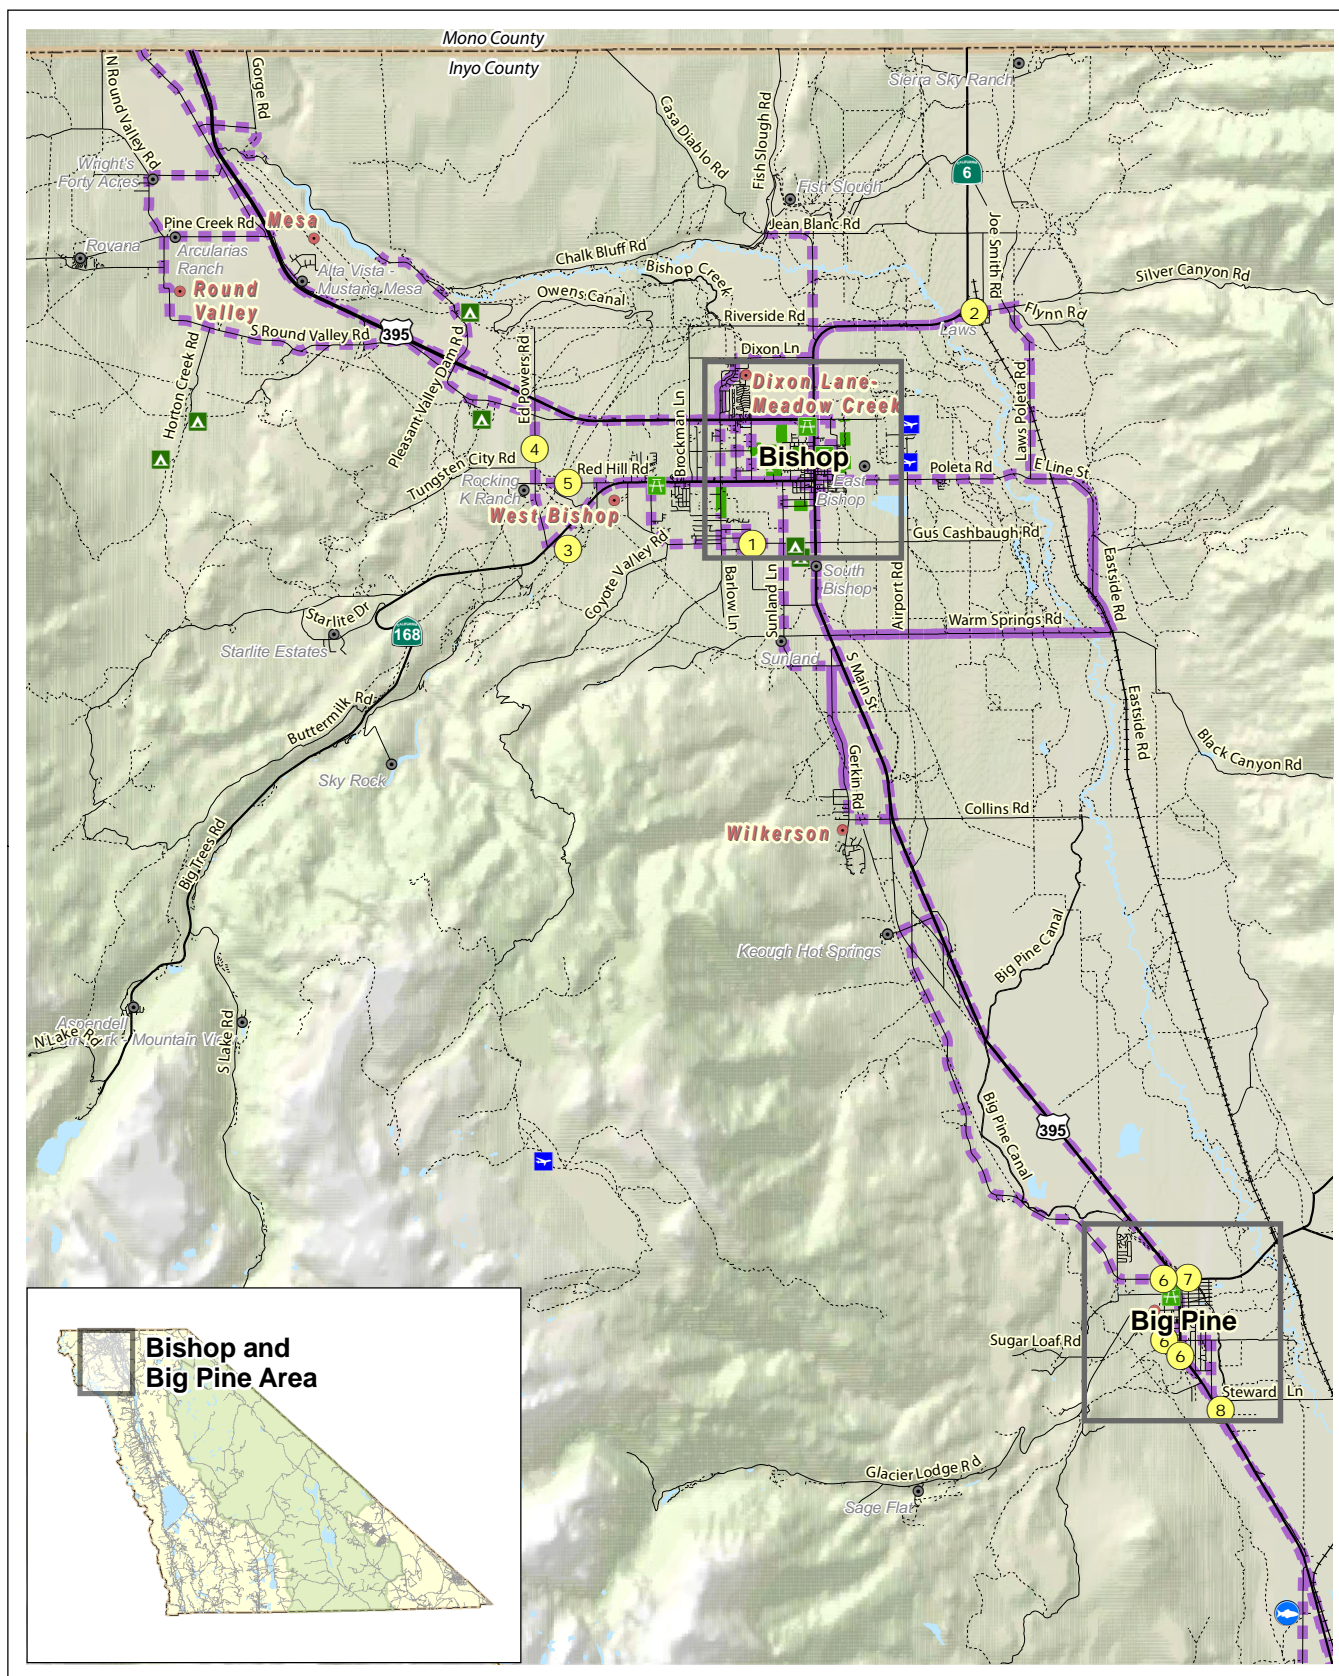 Mono County
Inyo County
N Round Valley Rd
Gorge Rd
Casa Diablo Rd
Fish Slough Rd
Sierra Sky Ranch
6
Wright's
Forty Acres
Fish Slough
Joe Smith Rd
Mesa
Pine Creek Rd
Jean Blanc Rd
Rovana
Arcularias
Ranch
Chalk Bluff Rd
Bishop Creek
Silver Canyon Rd
Alta Vista -
Mustang Mesa
Round
Valley
Owens Canal
Riverside Rd
2
Flynn Rd
Laws
S Round Valley Rd
395
Horton Creek Rd
Pleasant Valley Dam Rd
Ed Powers Rd
Dixon Ln
Dixon Lane-
Meadow Creek
Brockman Ln
Laws Poleta Rd
4
Bishop
Tungsten City Rd
Red Hill Rd
Poleta Rd
E Line St
Rocking
K Ranch
5
East
Bishop
West Bishop
3
1
Gus Cashbaugh Rd
Coyote Valley Rd
Barlow Ln
Sunland Ln
South
Bishop
Airport Rd
Eastside Rd
Starlite Dr
168
Starlite Estates
Warm Springs Rd
Sunland
S Main St
Buttermilk Rd
Eastside Rd
Black Canyon Rd
Sky Rock
Gerkin Rd
Collins Rd
Wilkerson
Big Trees Rd
Big Pine Canal
Keough Hot Springs
Aspendell
Mountain
N Lake Rd
S Lake Rd
Big Pine Canal
395
6
7
Big Pine
Sugar Loaf Rd
6
6
Steward Ln
8
Bishop and
Big Pine Area
Glacier Lodge Rd
Sage Flat